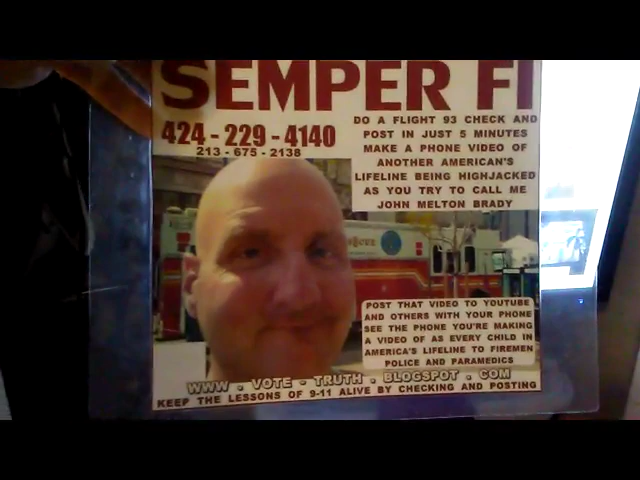 SEMPER FI
424 - 229 - 4140
213 - 675 - 2138
DO A FLIGHT 93 CHECK AND
POST IN JUST 5 MINUTES
MAKE A PHONE VIDEO OF
ANOTHER AMERICAN'S
LIFELINE BEING HIGHJACKED
AS YOU TRY TO CALL ME
JOHN MELTON BRADY
RESCUE
POST THAT VIDEO TO YOUTUBE
AND OTHERS WITH YOUR PHONE
SEE THE PHONE YOU'RE MAKING
A VIDEO OF AS EVERY CHILD IN
AMERICA'S LIFELINE TO FIREMEN
POLICE AND PARAMEDICS
WWW . VOTE - TRUTH . BLOGSPOT . COM
KEEP THE LESSONS OF 9-11 ALIVE BY CHECKING AND POSTING